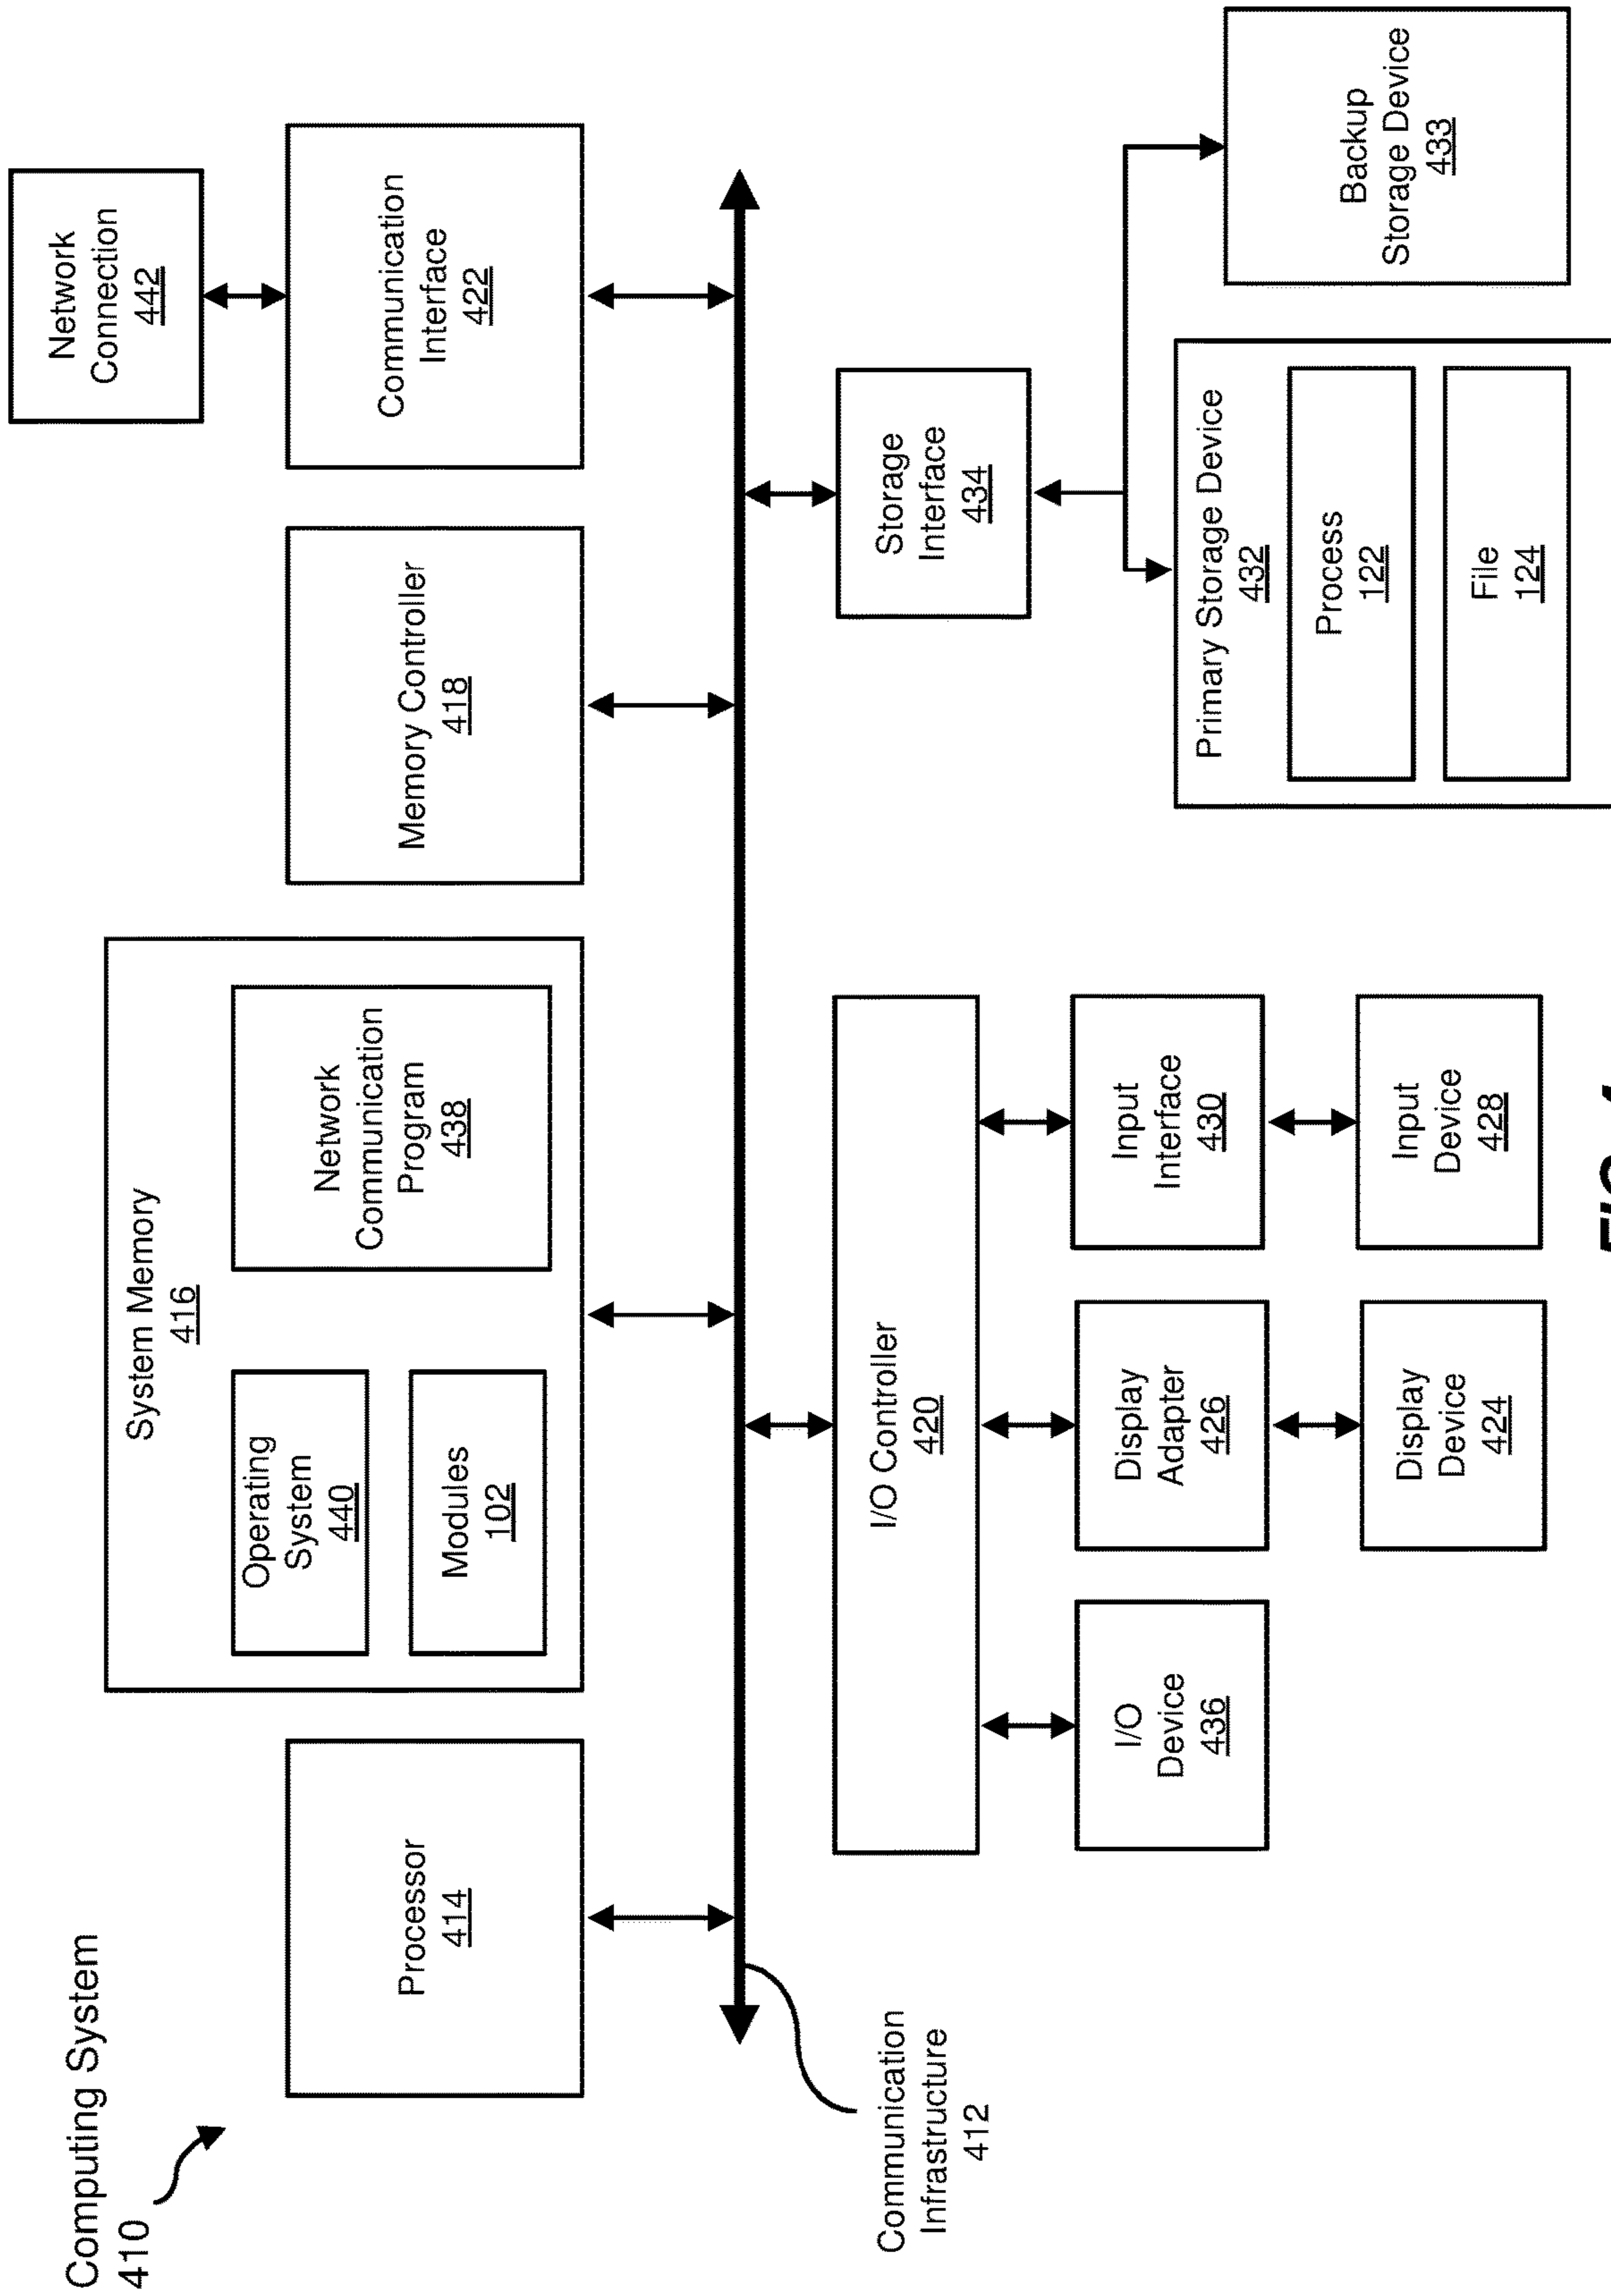 Computing System
410
Processor
414
System Memory
416
Operating
System
440
Modules
102
Network
Communication
Program
438
Memory Controller
418
Communication
Interface
422
Network
Connection
442
Communication
Infrastructure
412
I/O Controller
420
I/O
Device
436
Display
Adapter
426
Display
Device
424
Input
Interface
430
Input
Device
428
Storage
Interface
434
Primary Storage Device
432
Process
122
File
124
Backup
Storage Device
433